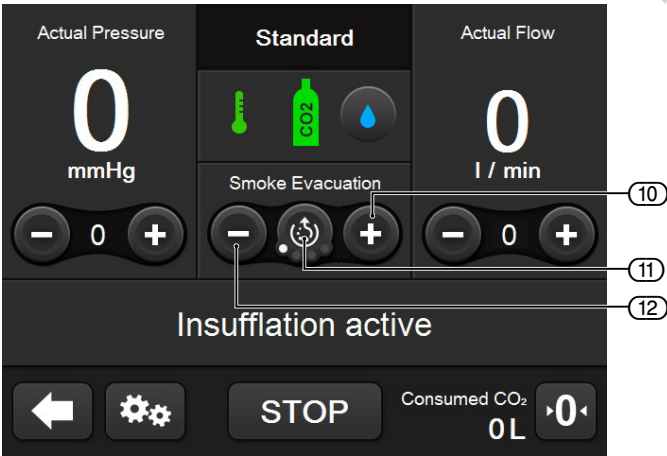 Actual Pressure
Standard
Actual Flow
0
mmHg
CO2
0
l / min
Smoke Evacuation
− 0 +
− +
− 0 +
10
11
12
Insufflation active
STOP
Consumed CO₂
0 L
0